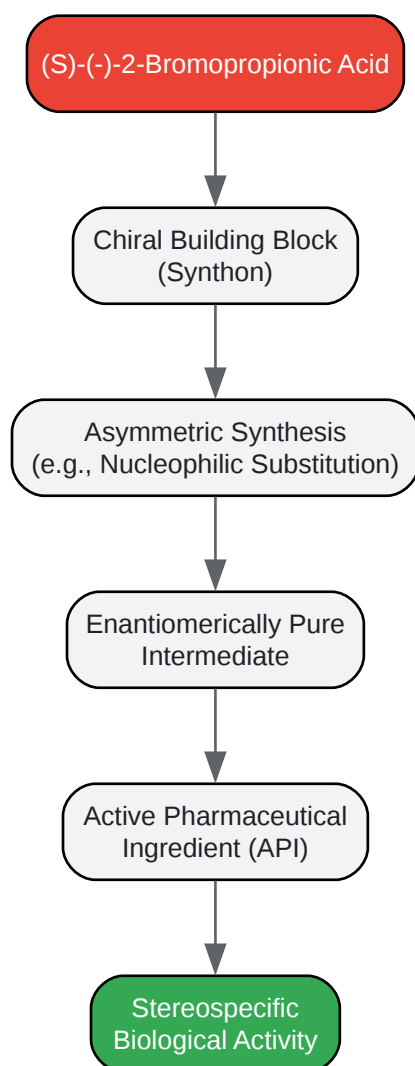 (S)-(-)-2-Bromopropionic Acid
Chiral Building Block
(Synthon)
Asymmetric Synthesis
(e.g., Nucleophilic Substitution)
Enantiomerically Pure
Intermediate
Active Pharmaceutical
Ingredient (API)
Stereospecific
Biological Activity